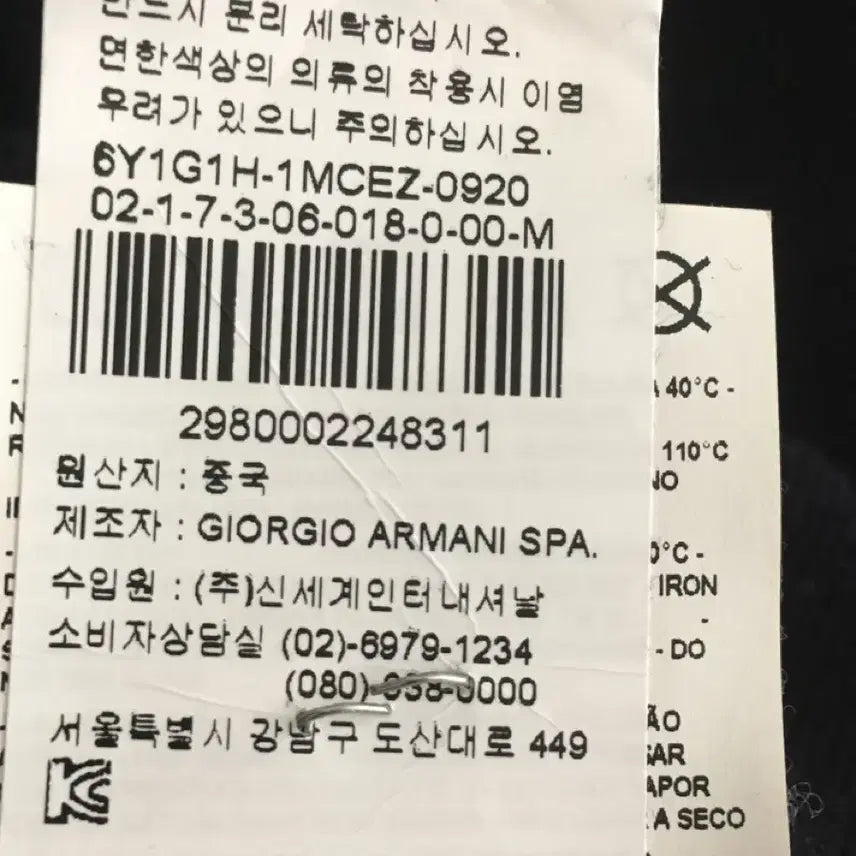 반드시 분리 세탁하십시오.
연한색상의 의류의 착용시 이염
우려가 있으니 주의하십시오.
6Y1G1H-1MCEZ-0920
02-1-7-3-06-018-0-00-M
2980002248311
원산지 : 중국
제조자 : GIORGIO ARMANI SPA.
수입원 : (주)신세계인터내셔날
소비자상담실 (02)-6979-1234
(080)-
서울특별시 강남구 도산대로 449
40°C -
110°C
NO
0°C -
IRON
- DO
ÃO
SAR
APOR
A SECO